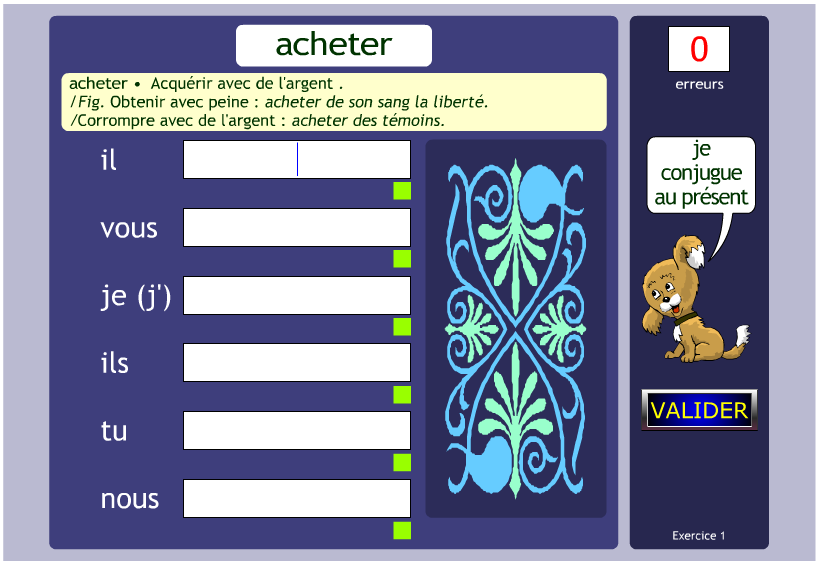 acheter
acheter • Acquérir avec de l'argent .
/Fig. Obtenir avec peine : acheter de son sang la liberté.
/Corrompre avec de l'argent : acheter des témoins.
il
vous
je (j')
ils
tu
nous
0
erreurs
je
conjugue
au présent
VALIDER
Exercice 1